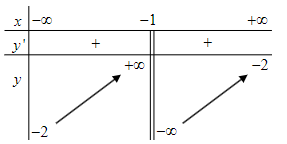 x −∞ −1 +∞
y' + +
y +∞ −2
−2 −∞